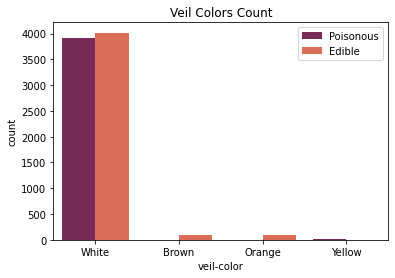 Veil Colors Count
Poisonous
Edible
count
4000
3500
3000
2500
2000
1500
1000
500
0
White Brown Orange Yellow
veil-color